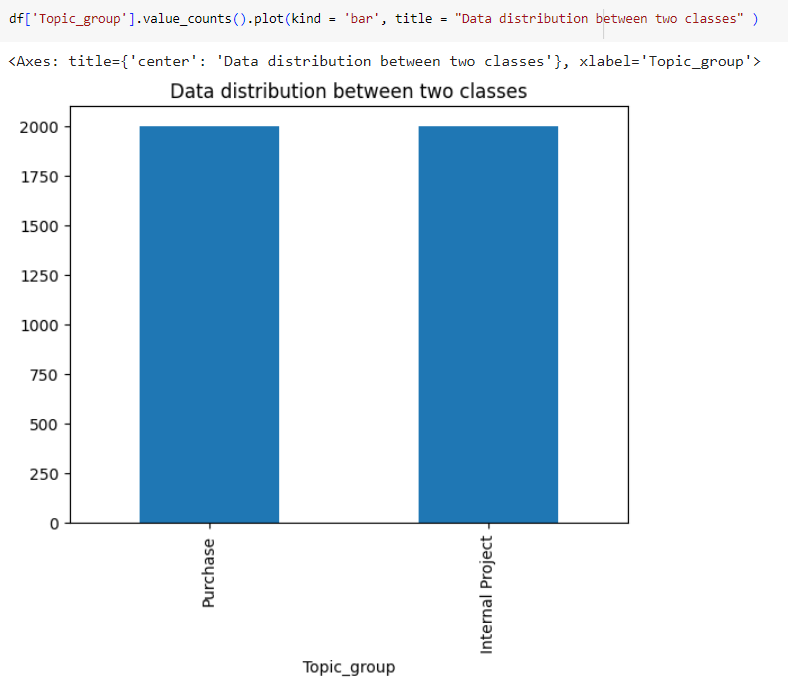 df['Topic_group'].value_counts().plot(kind = 'bar', title = "Data distribution between two classes" )
<Axes: title={'center': 'Data distribution between two classes'}, xlabel='Topic_group'>
Data distribution between two classes
2000
1750
1500
1250
1000
750
500
250
0
Purchase
Internal Project
Topic_group